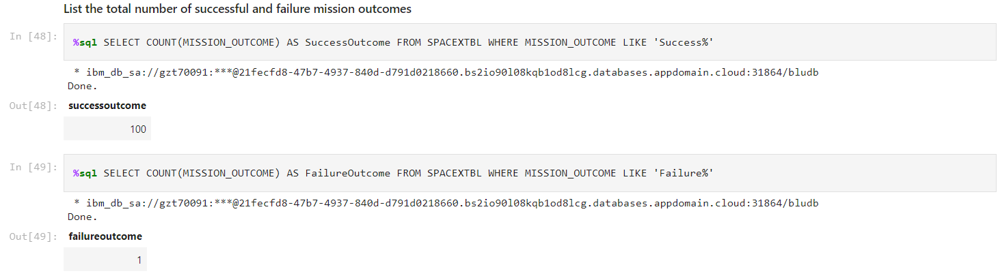 List the total number of successful and failure mission outcomes
In [48]: %sql SELECT COUNT(MISSION_OUTCOME) AS SuccessOutcome FROM SPACEXTBL WHERE MISSION_OUTCOME LIKE 'Success%'
* ibm_db_sa://gzt70091:***@21fecfd8-47b7-4937-840d-d791d0218660.bs2io90l08kqb1od8lcg.databases.appdomain.cloud:31864/bludb
Done.
Out[48]: successoutcome
100
In [49]: %sql SELECT COUNT(MISSION_OUTCOME) AS FailureOutcome FROM SPACEXTBL WHERE MISSION_OUTCOME LIKE 'Failure%'
* ibm_db_sa://gzt70091:***@21fecfd8-47b7-4937-840d-d791d0218660.bs2io90l08kqb1od8lcg.databases.appdomain.cloud:31864/bludb
Done.
Out[49]: failureoutcome
1